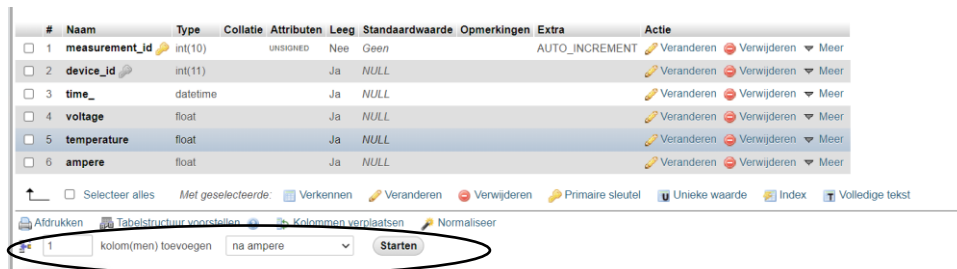 # Naam Type Collatie Attributen Leeg Standaardwaarde Opmerkingen Extra Actie
1 measurement_id int(10) UNSIGNED Nee Geen AUTO_INCREMENT Veranderen Verwijderen Meer
2 device_id int(11) Ja NULL Veranderen Verwijderen Meer
3 time_ datetime Ja NULL Veranderen Verwijderen Meer
4 voltage float Ja NULL Veranderen Verwijderen Meer
5 temperature float Ja NULL Veranderen Verwijderen Meer
6 ampere float Ja NULL Veranderen Verwijderen Meer
Selecteer alles Met geselecteerde: Verkennen Veranderen Verwijderen Primaire sleutel Unieke waarde Index Volledige tekst
Afdrukken Tabelstructuur voorstellen Kolommen verplaatsen Normaliseer
1 kolom(men) toevoegen na ampere Starten